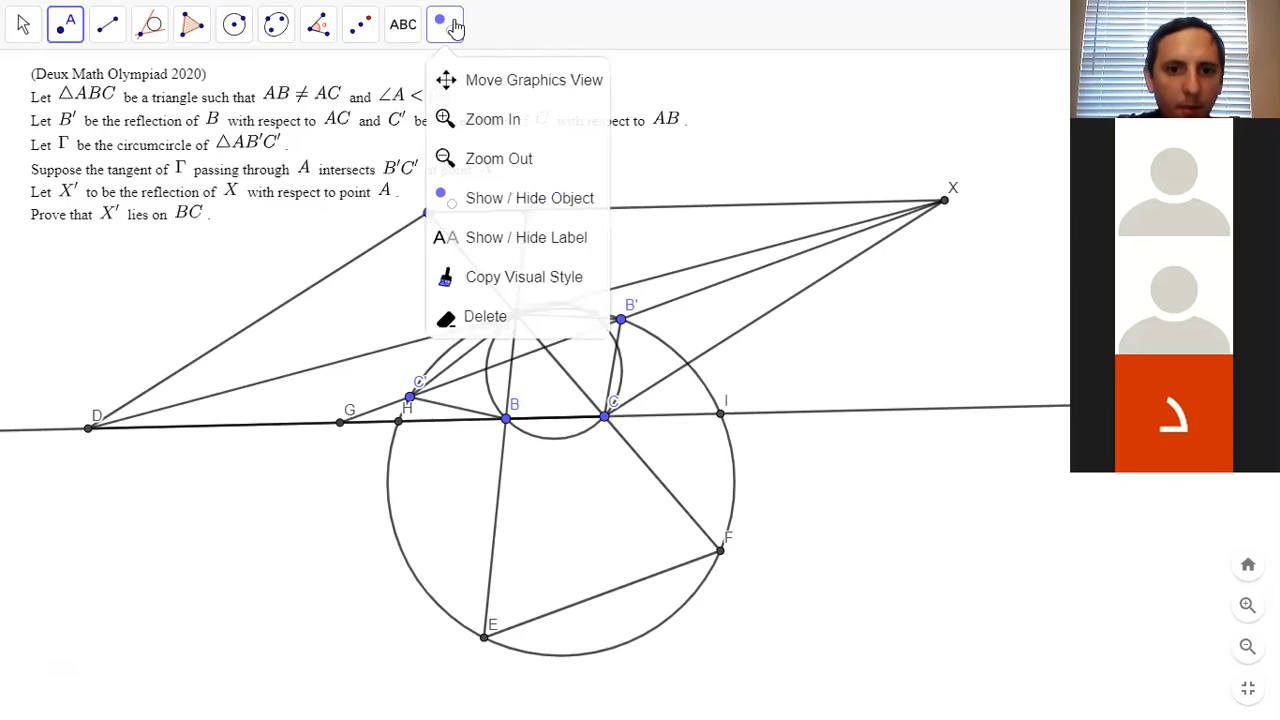 ABC
(Deux Math Olympiad 2020)
Let △ABC be a triangle such that AB ≠ AC and ∠A <
Let B′ be the reflection of B with respect to AC and C′ be with respect to AB .
Let Γ be the circumcircle of △AB′C′ .
Suppose the tangent of Γ passing through A intersects B′C′
Let X′ to be the reflection of X with respect to point A .
Prove that X′ lies on BC .
Move Graphics View
Zoom In
Zoom Out
Show / Hide Object
AA Show / Hide Label
Copy Visual Style
Delete
X
B'
C'
D
G
H
B
C
I
F
E
נ